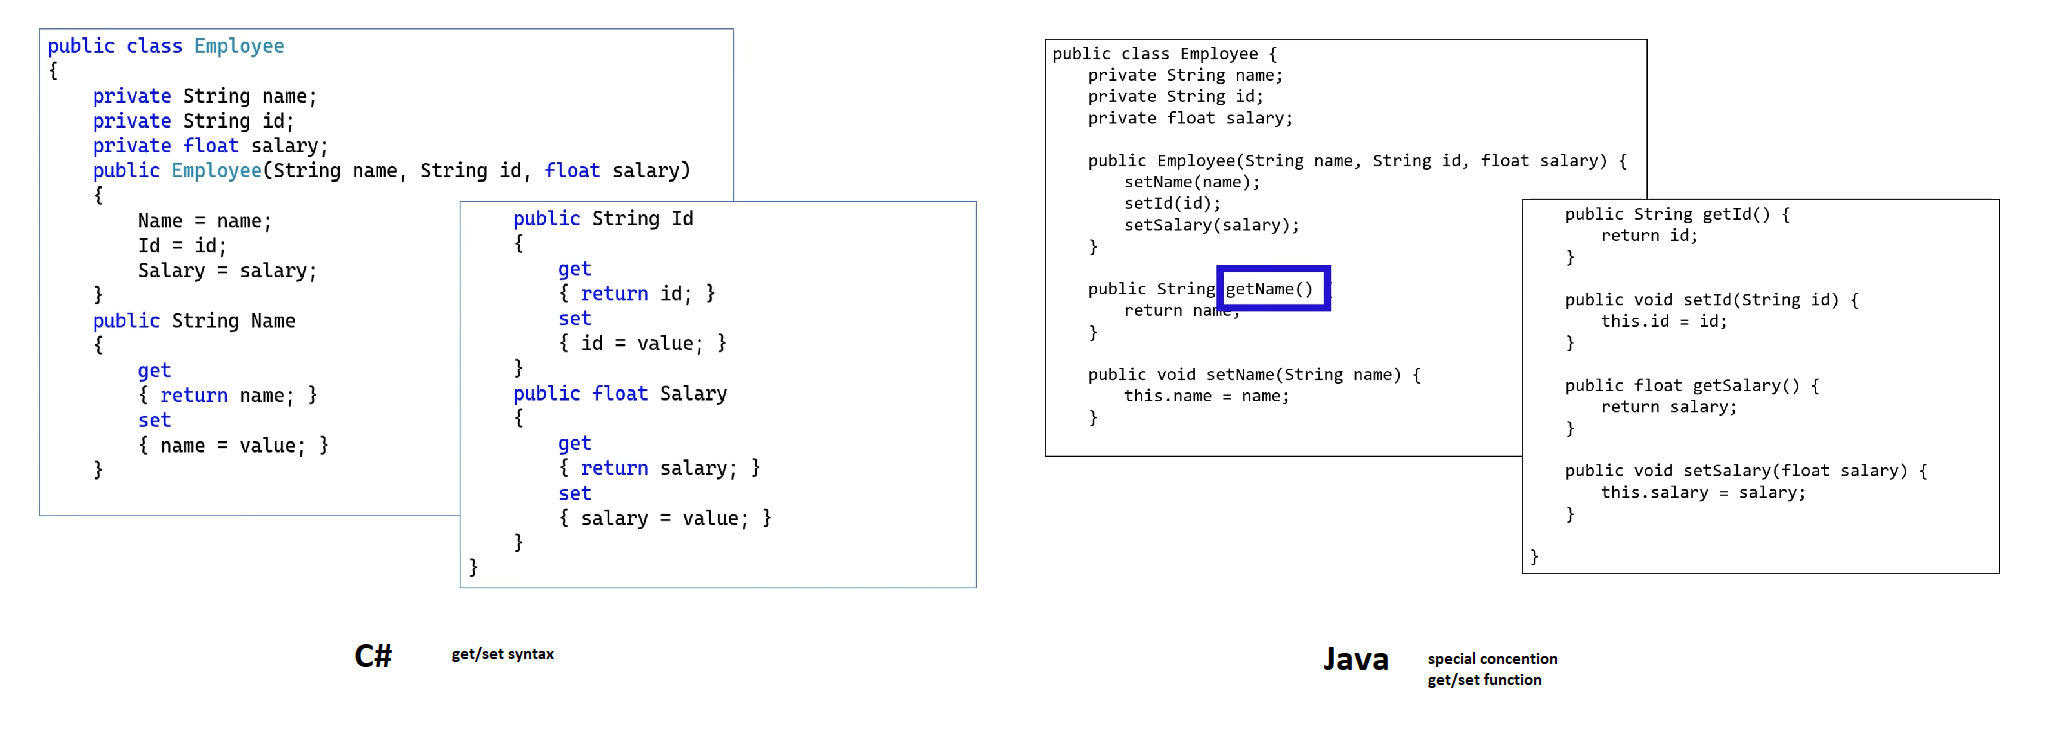 public class Employee
{
private String name;
private String id;
private float salary;
public Employee(String name, String id, float salary)
{
Name = name;
Id = id;
Salary = salary;
}
public String Name
{
get
{ return name; }
set
{ name = value; }
}
public String Id
{
get
{ return id; }
set
{ id = value; }
}
public float Salary
{
get
{ return salary; }
set
{ salary = value; }
}
}
C#
get/set syntax
public class Employee {
private String name;
private String id;
private float salary;
public Employee(String name, String id, float salary) {
setName(name);
setId(id);
setSalary(salary);
}
public String getName() {
return name;
}
public void setName(String name) {
this.name = name;
}
public String getId() {
return id;
}
public void setId(String id) {
this.id = id;
}
public float getSalary() {
return salary;
}
public void setSalary(float salary) {
this.salary = salary;
}
}
Java
special concention
get/set function